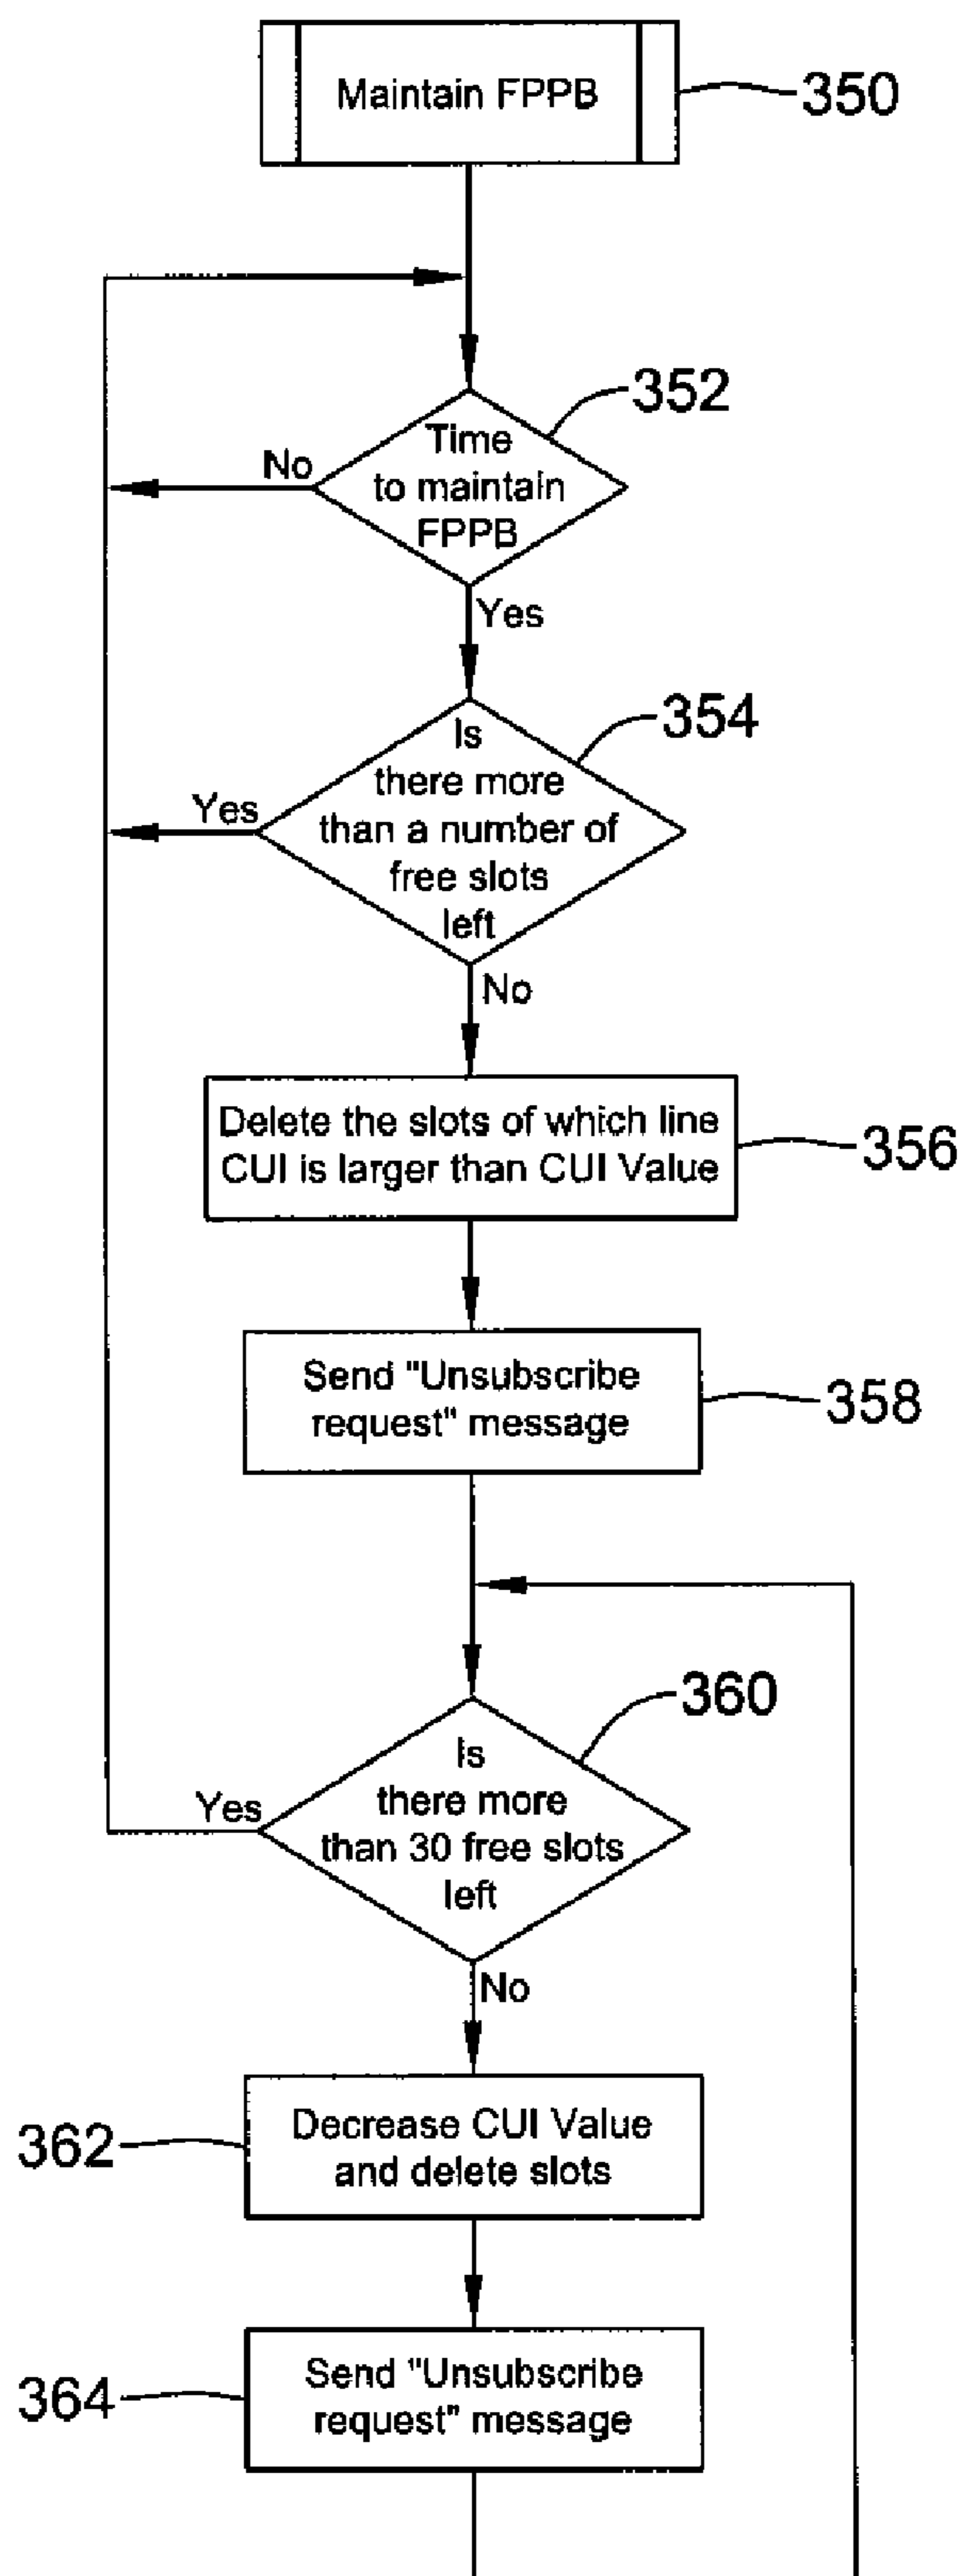 Maintain FPPB
350
352
Time
to maintain
FPPB
No
Yes
354
Is
there more
than a number of
free slots
left
Yes
No
Delete the slots of which line
CUI is larger than CUI Value
356
Send "Unsubscribe
request" message
358
360
Is
there more
than 30 free slots
left
Yes
No
362
Decrease CUI Value
and delete slots
364
Send "Unsubscribe
request" message